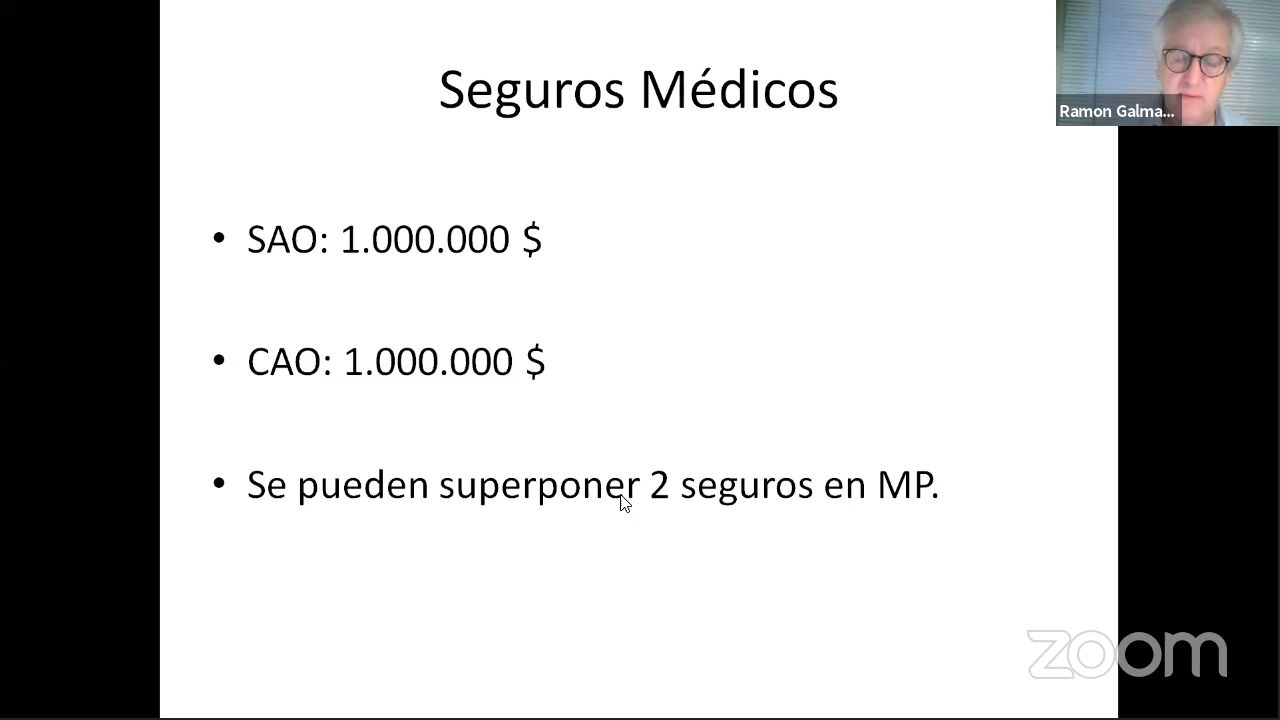 Seguros Médicos
Ramon Galma...
• SAO: 1.000.000 $
• CAO: 1.000.000 $
• Se pueden superponer 2 seguros en MP.
zoom